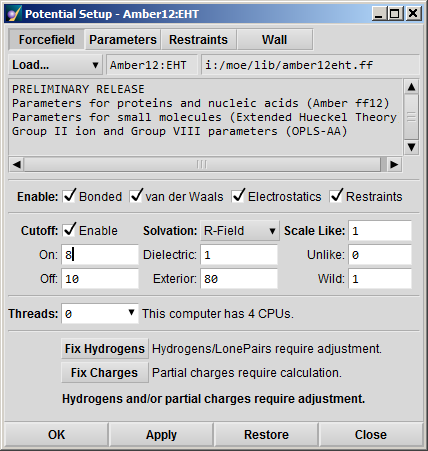 Potential Setup - Amber12:EHT
Forcefield Parameters Restraints Wall
Load... Amber12:EHT i:/moe/lib/amber12eht.ff
PRELIMINARY RELEASE
Parameters for proteins and nucleic acids (Amber ff12)
Parameters for small molecules (Extended Hueckel Theory
Group II ion and Group VIII parameters (OPLS-AA)
Enable: Bonded van der Waals Electrostatics Restraints
Cutoff: Enable Solvation: R-Field Scale Like: 1
On: 8 Dielectric: 1 Unlike: 0
Off: 10 Exterior: 80 Wild: 1
Threads: 0 This computer has 4 CPUs.
Fix Hydrogens Hydrogens/LonePairs require adjustment.
Fix Charges Partial charges require calculation.
Hydrogens and/or partial charges require adjustment.
OK Apply Restore Close